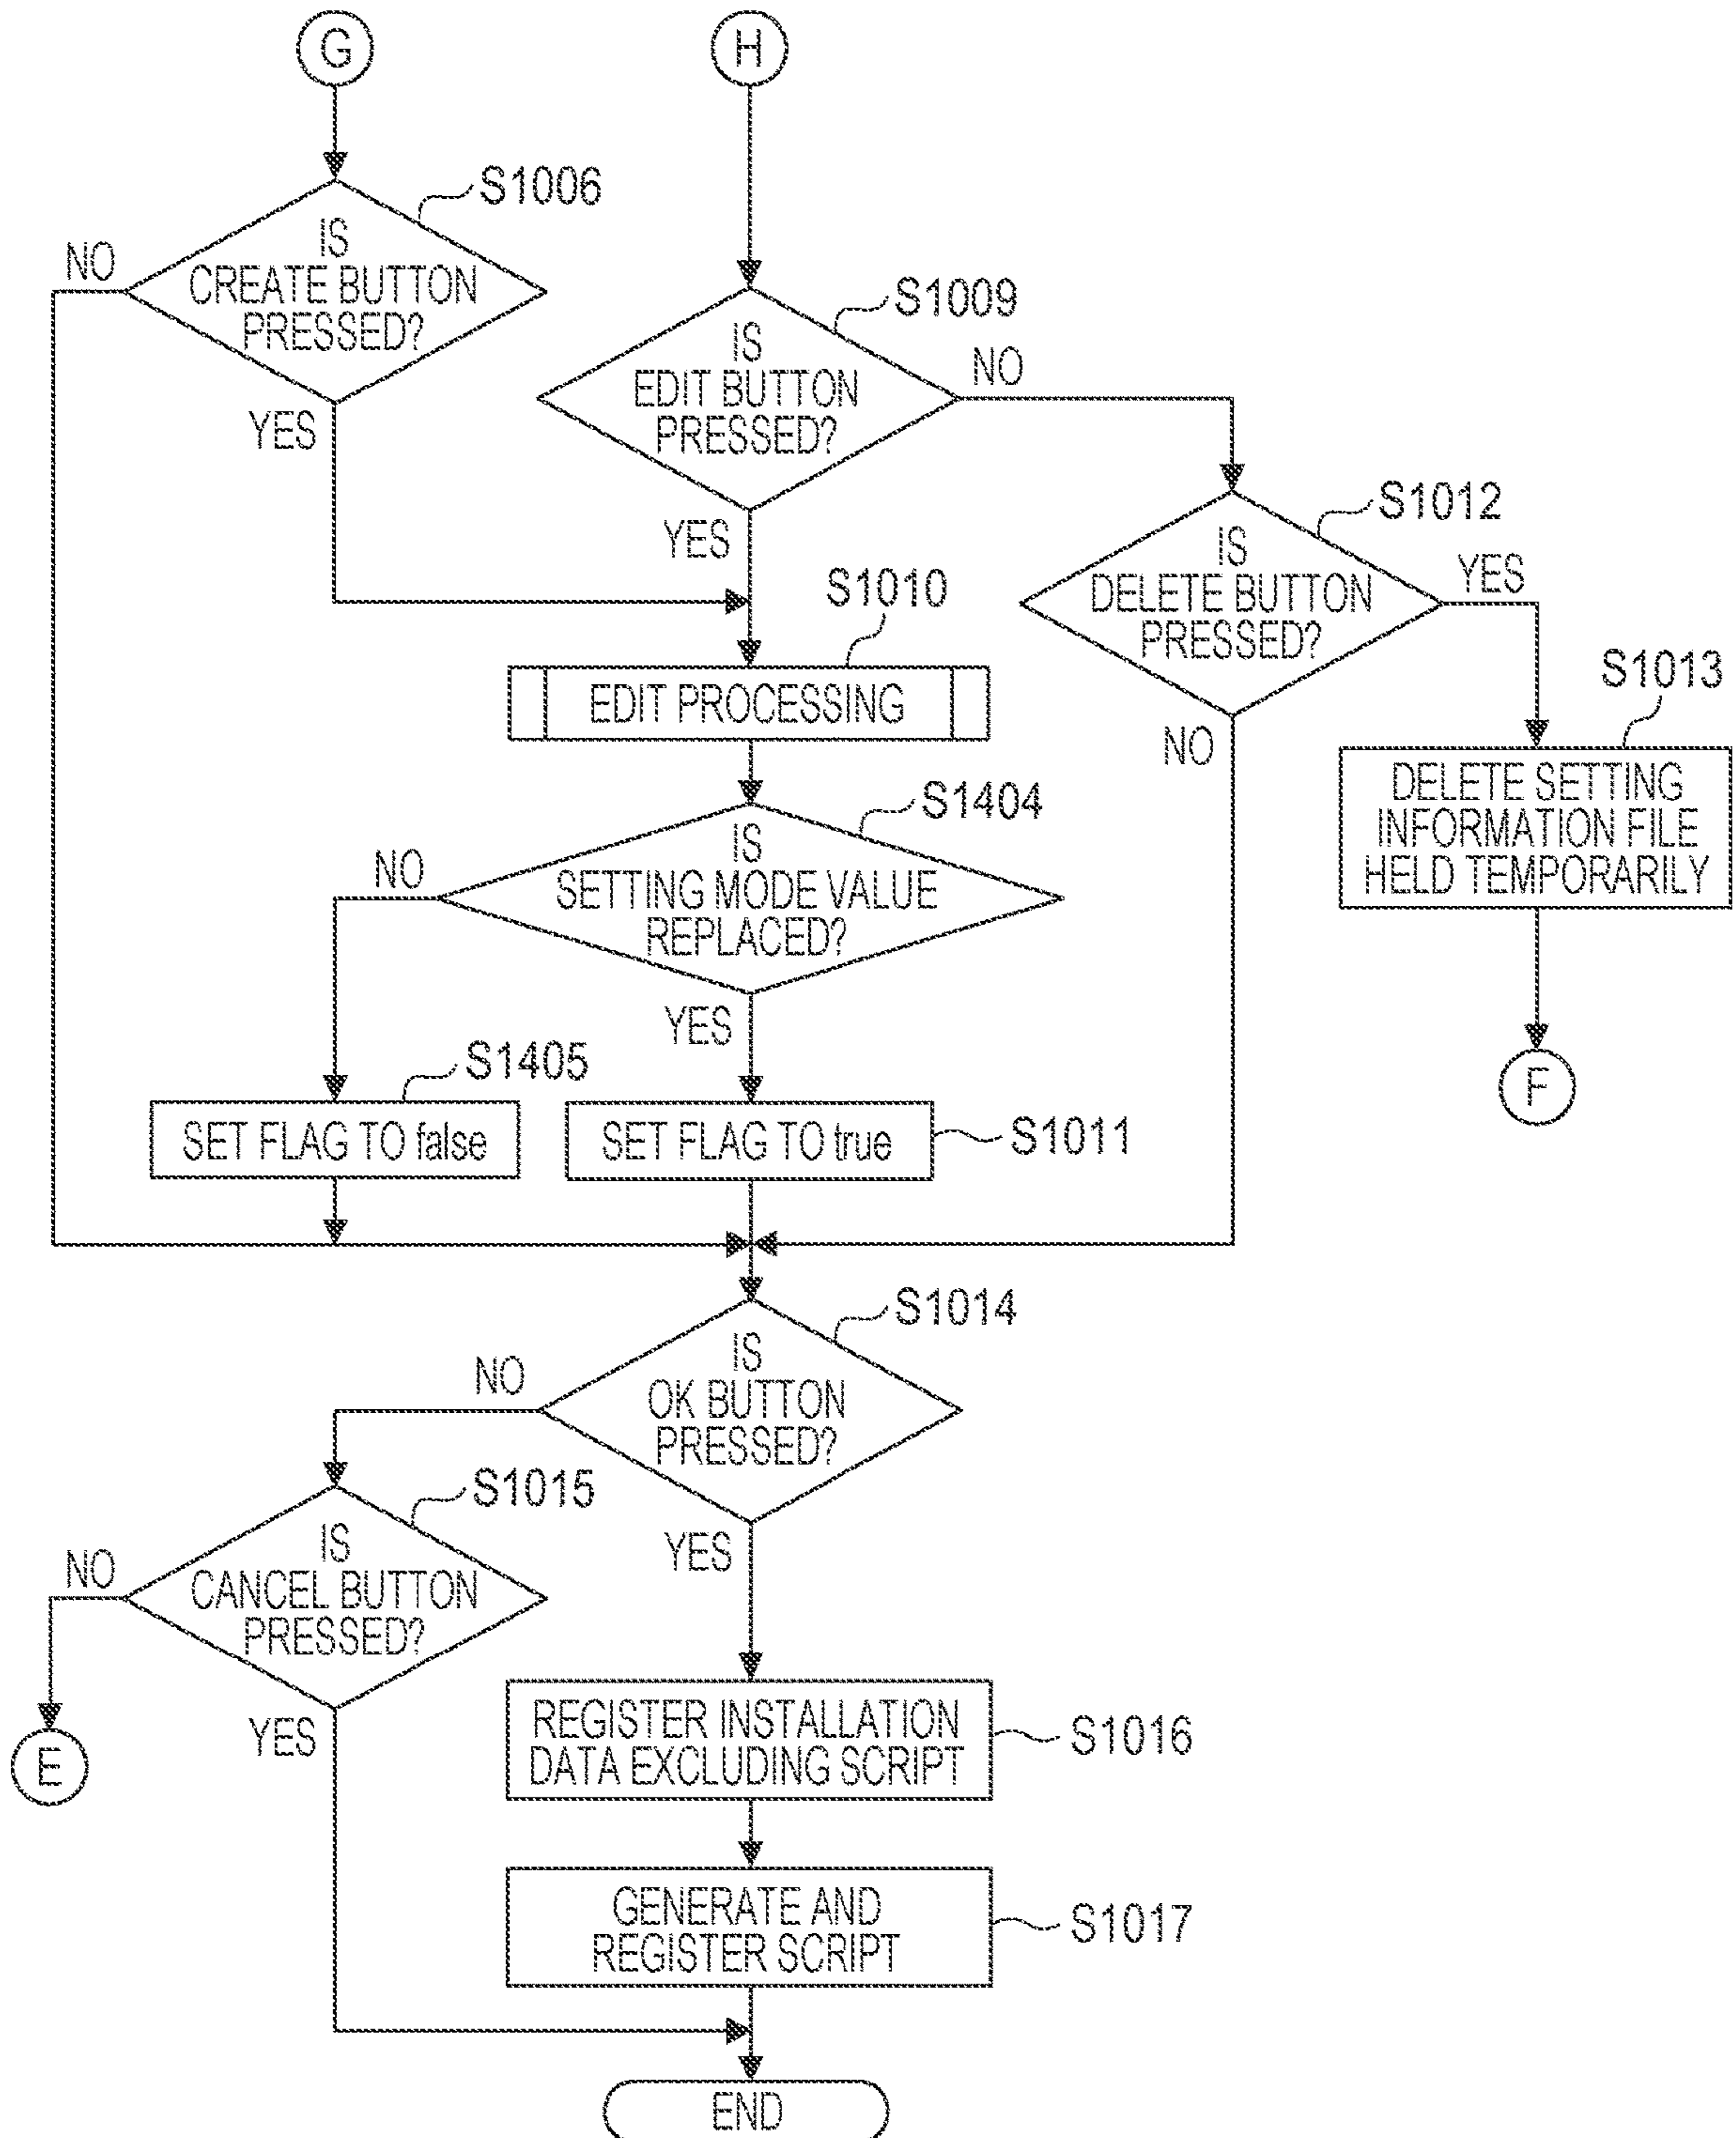 G
H
S1006
IS
CREATE BUTTON
PRESSED?
NO
YES
S1009
IS
EDIT BUTTON
PRESSED?
NO
YES
S1012
IS
DELETE BUTTON
PRESSED?
YES
NO
S1010
EDIT PROCESSING
S1013
DELETE SETTING
INFORMATION FILE
HELD TEMPORARILY
F
S1404
IS
SETTING MODE VALUE
REPLACED?
NO
YES
S1405
SET FLAG TO false
SET FLAG TO true
S1011
S1014
IS
OK BUTTON
PRESSED?
NO
YES
S1015
IS
CANCEL BUTTON
PRESSED?
NO
YES
E
REGISTER INSTALLATION
DATA EXCLUDING SCRIPT
S1016
GENERATE AND
REGISTER SCRIPT
S1017
END